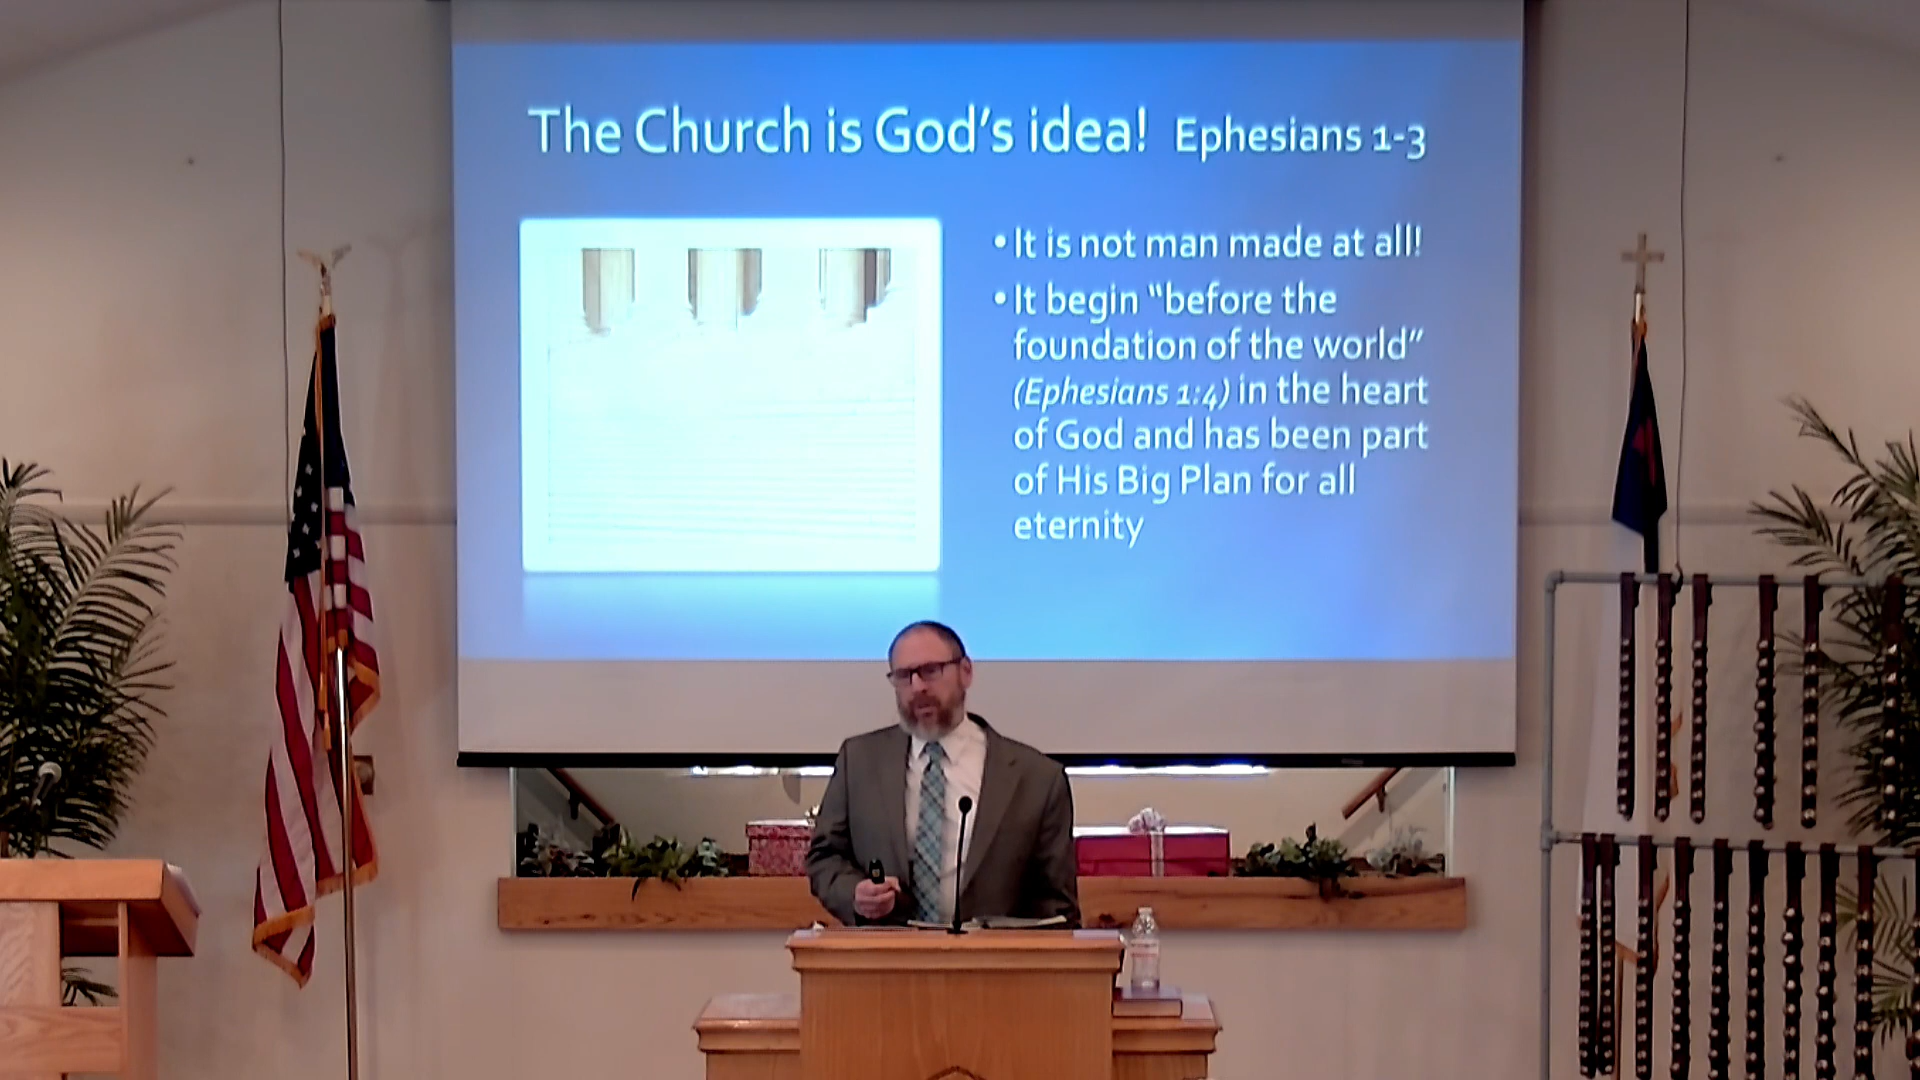 The Church is God's idea! Ephesians 1-3
• It is not man made at all!
• It begin "before the
foundation of the world"
(Ephesians 1:4) in the heart
of God and has been part
of His Big Plan for all
eternity